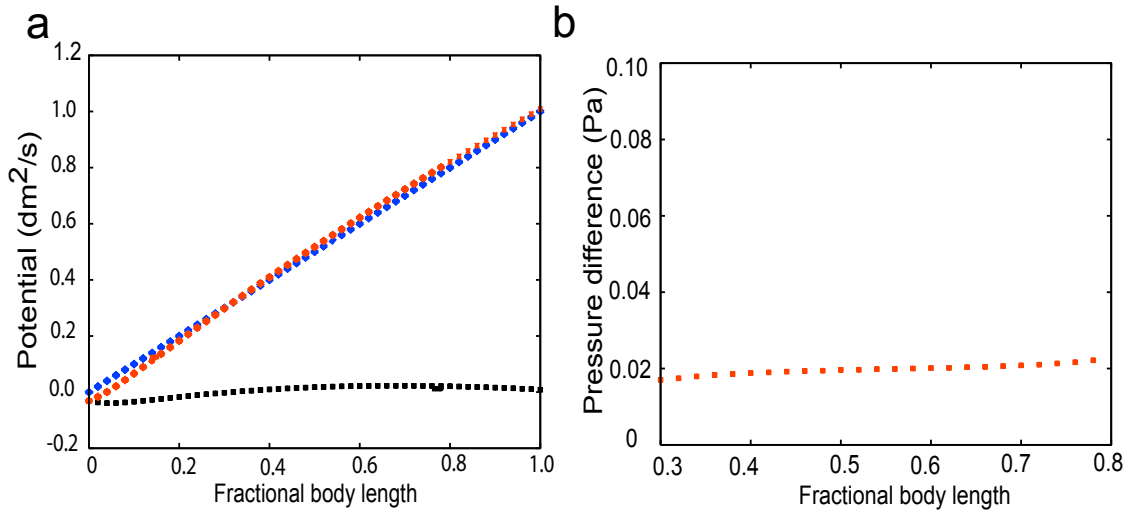 a
Potential (dm²/s)
1.2
1.0
0.8
0.6
0.4
0.2
0.0
-0.2
0 0.2 0.4 0.6 0.8 1.0
Fractional body length
b
Pressure difference (Pa)
0.10
0.08
0.06
0.04
0.02
0
0.3 0.4 0.5 0.6 0.7 0.8
Fractional body length